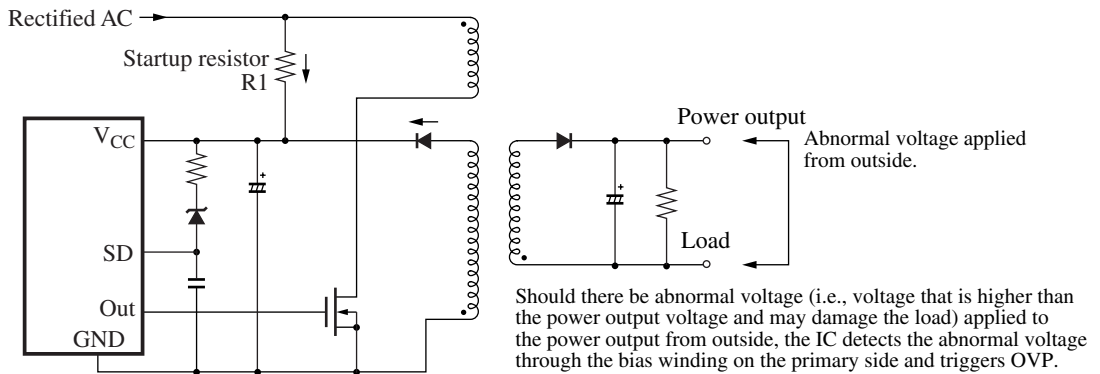 Rectified AC
Startup resistor
R1
VCC
SD
Out
GND
+
+
Power output
Abnormal voltage applied
from outside.
Load
Should there be abnormal voltage (i.e., voltage that is higher than
the power output voltage and may damage the load) applied to
the power output from outside, the IC detects the abnormal voltage
through the bias winding on the primary side and triggers OVP.